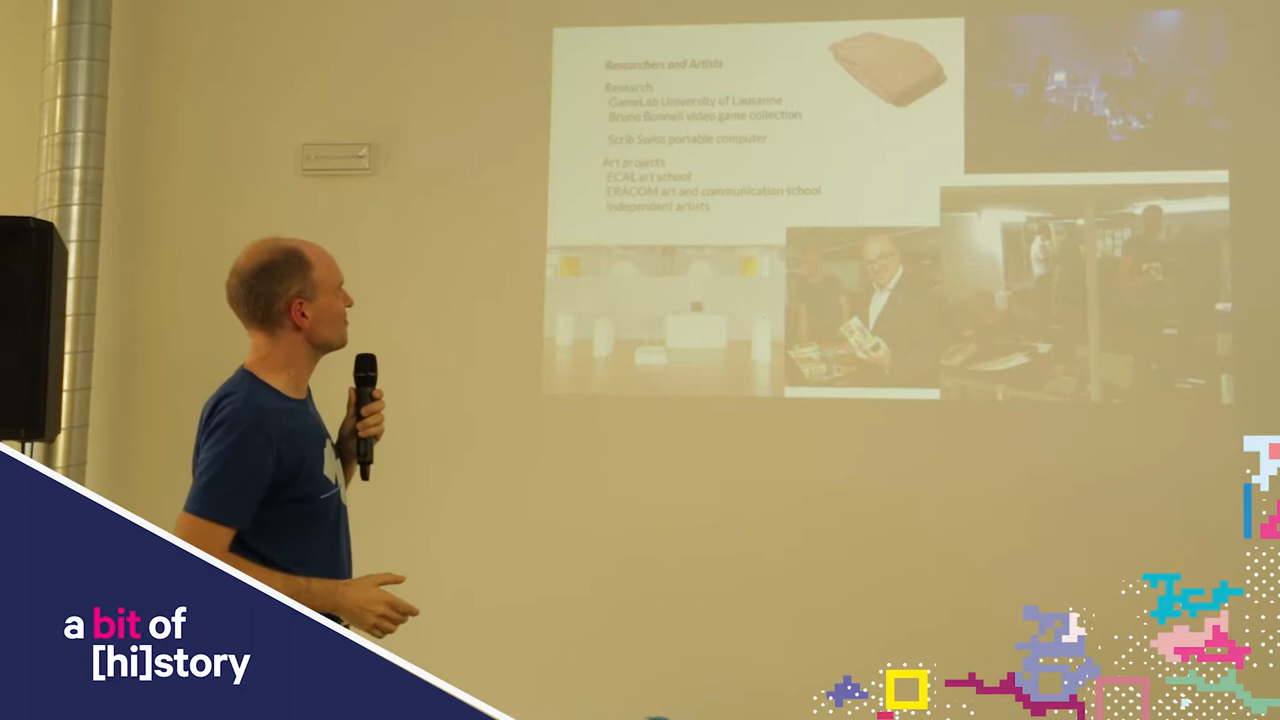 Researchers and Artists
Research
GameLab University of Lausanne
Bruno Bonnell video game collection
Scrib Swiss portable computer
Art projects
ECAL art school
ERACOM art and communication school
Independent artists
a bit of
[hi]story